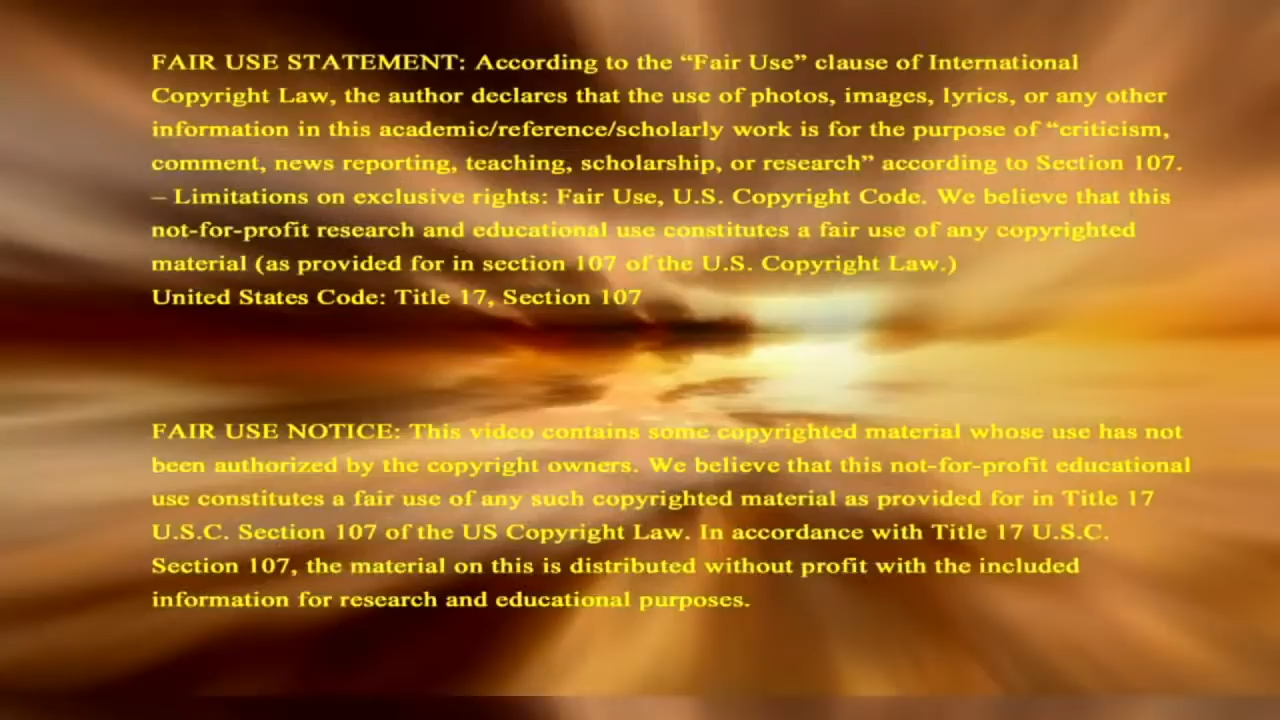 FAIR USE STATEMENT: According to the “Fair Use” clause of International
Copyright Law, the author declares that the use of photos, images, lyrics, or any other
information in this academic/reference/scholarly work is for the purpose of “criticism,
comment, news reporting, teaching, scholarship, or research” according to Section 107.
– Limitations on exclusive rights: Fair Use, U.S. Copyright Code. We believe that this
not-for-profit research and educational use constitutes a fair use of any copyrighted
material (as provided for in section 107 of the U.S. Copyright Law.)
United States Code: Title 17, Section 107
FAIR USE NOTICE: This video contains some copyrighted material whose use has not
been authorized by the copyright owners. We believe that this not-for-profit educational
use constitutes a fair use of any such copyrighted material as provided for in Title 17
U.S.C. Section 107 of the US Copyright Law. In accordance with Title 17 U.S.C.
Section 107, the material on this is distributed without profit with the included
information for research and educational purposes.